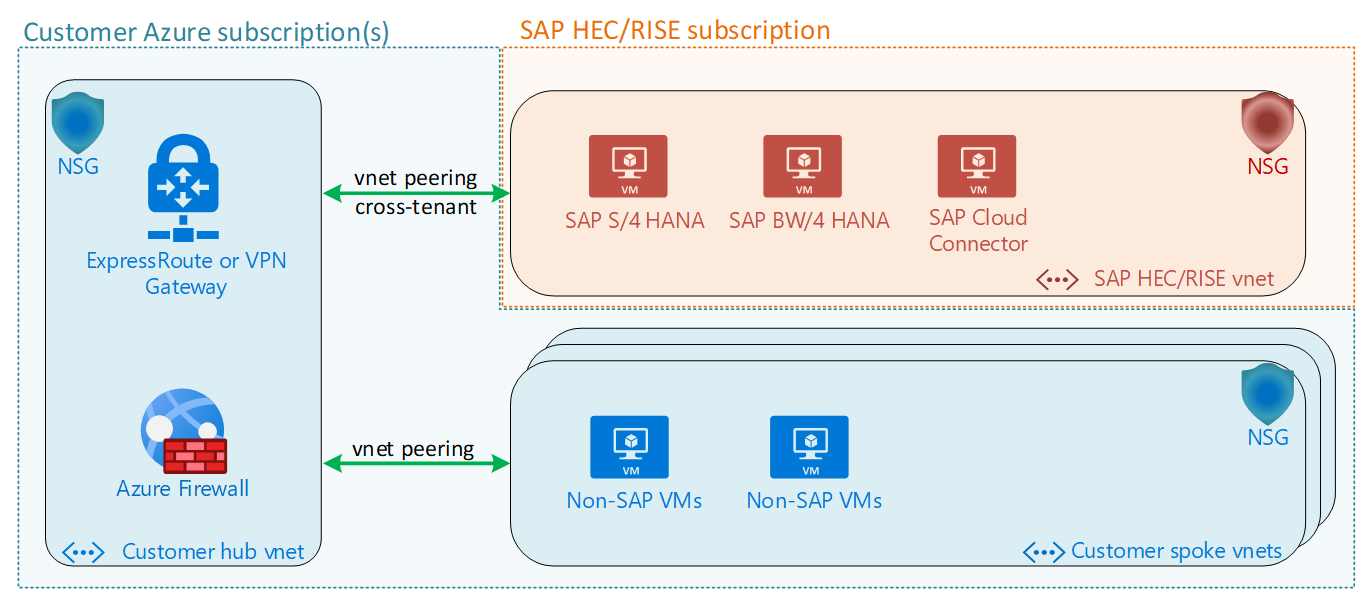 Customer Azure subscription(s)
SAP HEC/RISE subscription
NSG
ExpressRoute or VPN
Gateway
Azure Firewall
Customer hub vnet
vnet peering
cross-tenant
vnet peering
NSG
VM
SAP S/4 HANA
VM
SAP BW/4 HANA
VM
SAP Cloud
Connector
SAP HEC/RISE vnet
NSG
VM
Non-SAP VMs
VM
Non-SAP VMs
Customer spoke vnets